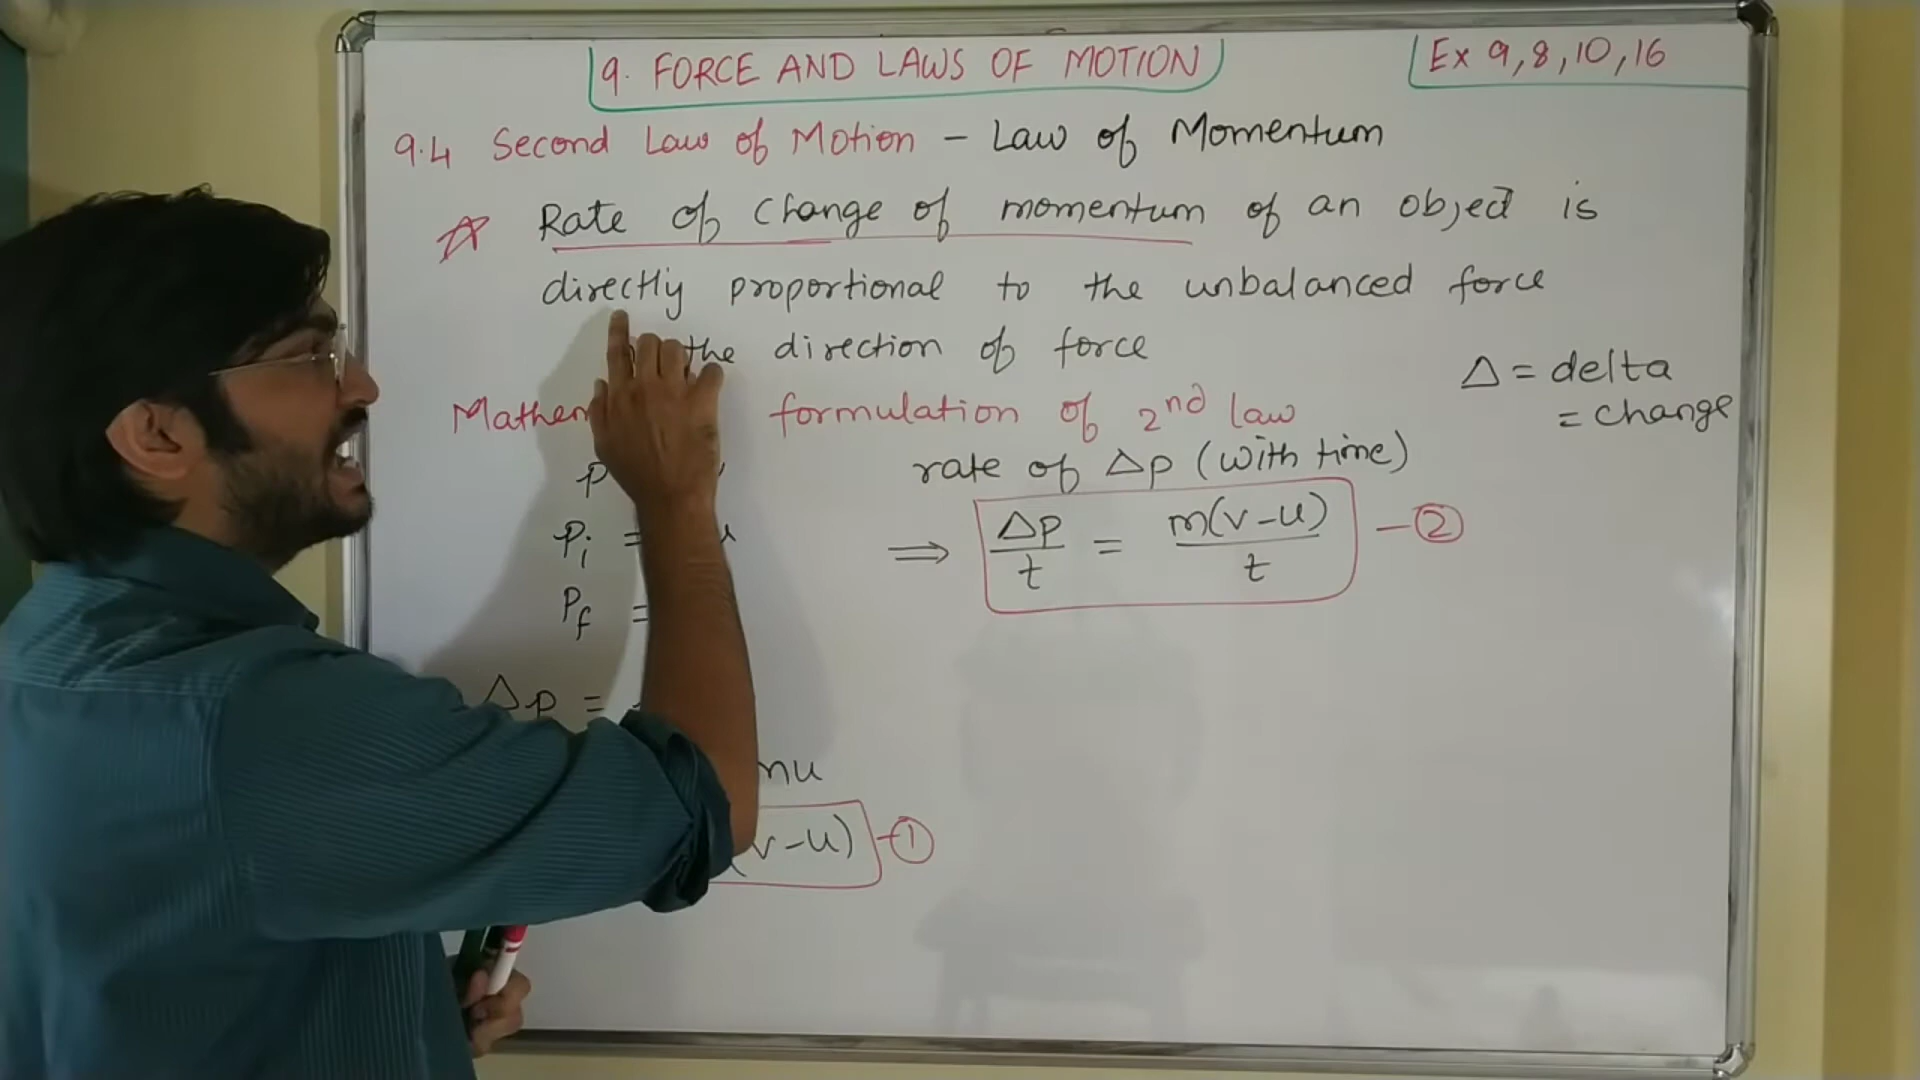 9. FORCE AND LAWS OF MOTION
Ex 9,8,10,16
9.4 Second Law of Motion – Law of Momentum
☆ Rate of change of momentum of an object is
directly proportional to the unbalanced force
the direction of force
Δ = delta
= change
formulation of 2nd law
rate of Δp (with time)
p
Pi =
Pf =
⇒ Δp/t = m(v-u)/t — ②
Δp =
mu
(v-u) — ①